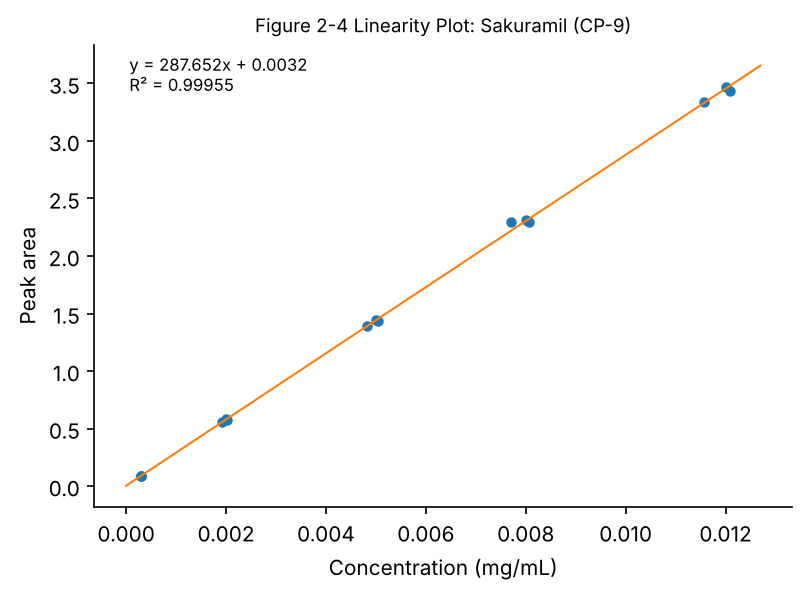 Figure 2-4 Linearity Plot: Sakuramil (CP-9)
y = 287.652x + 0.0032
R² = 0.99955
3.5
3.0
2.5
2.0
1.5
1.0
0.5
0.0
Peak area
0.000 0.002 0.004 0.006 0.008 0.010 0.012
Concentration (mg/mL)